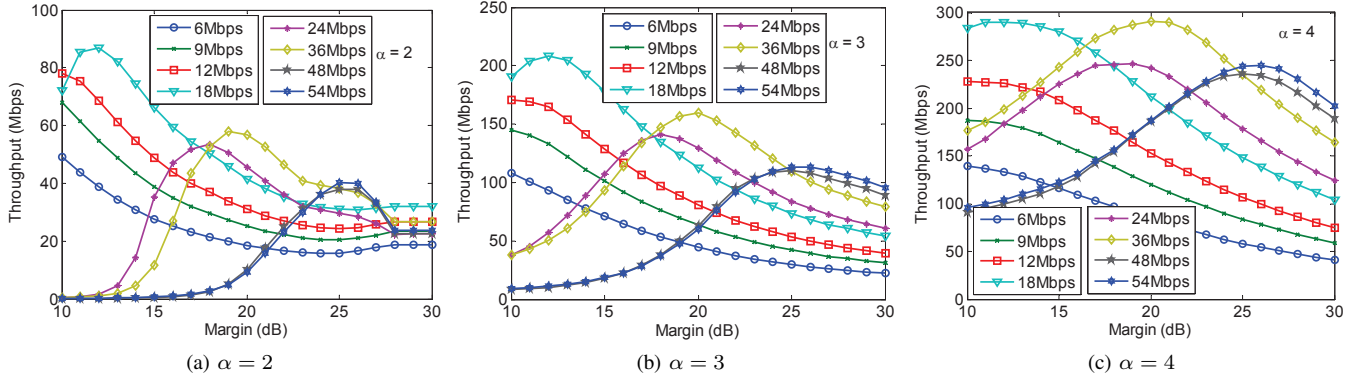 100
80
60
40
20
0
Throughput (Mbps)
10
15
20
25
30
Margin (dB)
6Mbps
9Mbps
12Mbps
18Mbps
24Mbps
36Mbps
48Mbps
54Mbps
α = 2
(a) α = 2
250
200
150
100
50
0
Throughput (Mbps)
10
15
20
25
30
Margin (dB)
6Mbps
9Mbps
12Mbps
18Mbps
24Mbps
36Mbps
48Mbps
54Mbps
α = 3
(b) α = 3
300
250
200
150
100
50
0
Throughput (Mbps)
10
15
20
25
30
Margin (dB)
α = 4
6Mbps
9Mbps
12Mbps
18Mbps
24Mbps
36Mbps
48Mbps
54Mbps
(c) α = 4